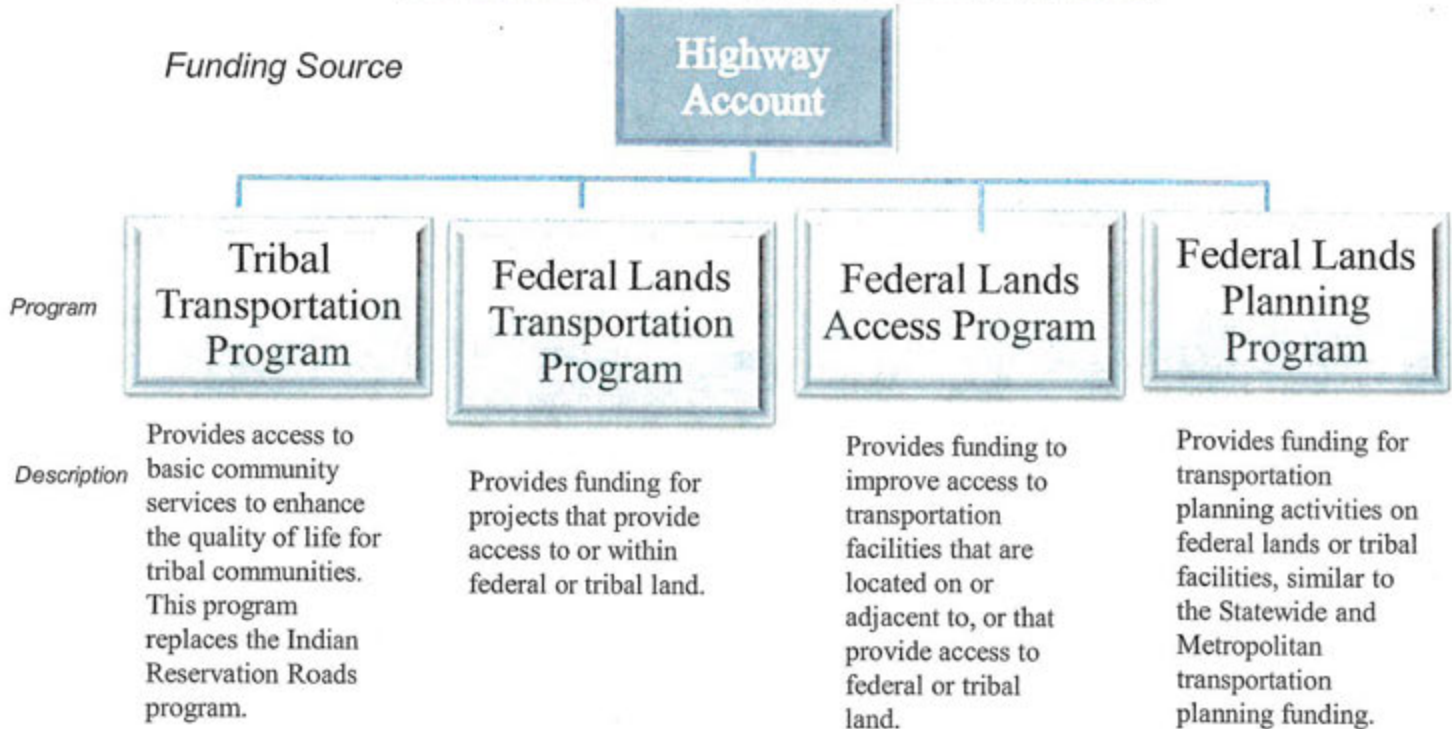 Funding Source
Highway
Account
Program
Tribal
Transportation
Program
Federal Lands
Transportation
Program
Federal Lands
Access Program
Federal Lands
Planning
Program
Description
Provides access to
basic community
services to enhance
the quality of life for
tribal communities.
This program
replaces the Indian
Reservation Roads
program.
Provides funding for
projects that provide
access to or within
federal or tribal land.
Provides funding to
improve access to
transportation
facilities that are
located on or
adjacent to, or that
provide access to
federal or tribal
land.
Provides funding for
transportation
planning activities on
federal lands or tribal
facilities, similar to
the Statewide and
Metropolitan
transportation
planning funding.